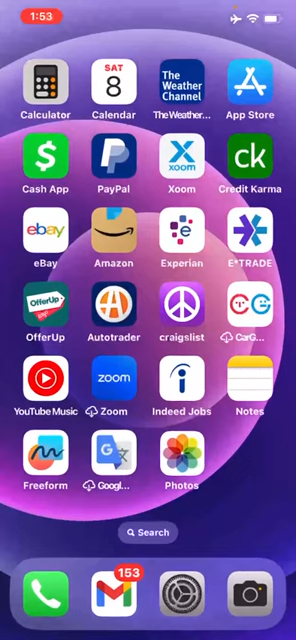 1:53
SAT
8
The
Weather
Channel
Calculator
Calendar
TheWeather...
App Store
$
xoom
ck
Cash App
PayPal
Xoom
Credit Karma
ebay
e
eBay
Amazon
Experian
E*TRADE
OfferUp
CG
OfferUp
Autotrader
craigslist
CarG...
zoom
i
YouTube Music
Zoom
Indeed Jobs
Notes
G
Freeform
Googl...
Photos
Search
153